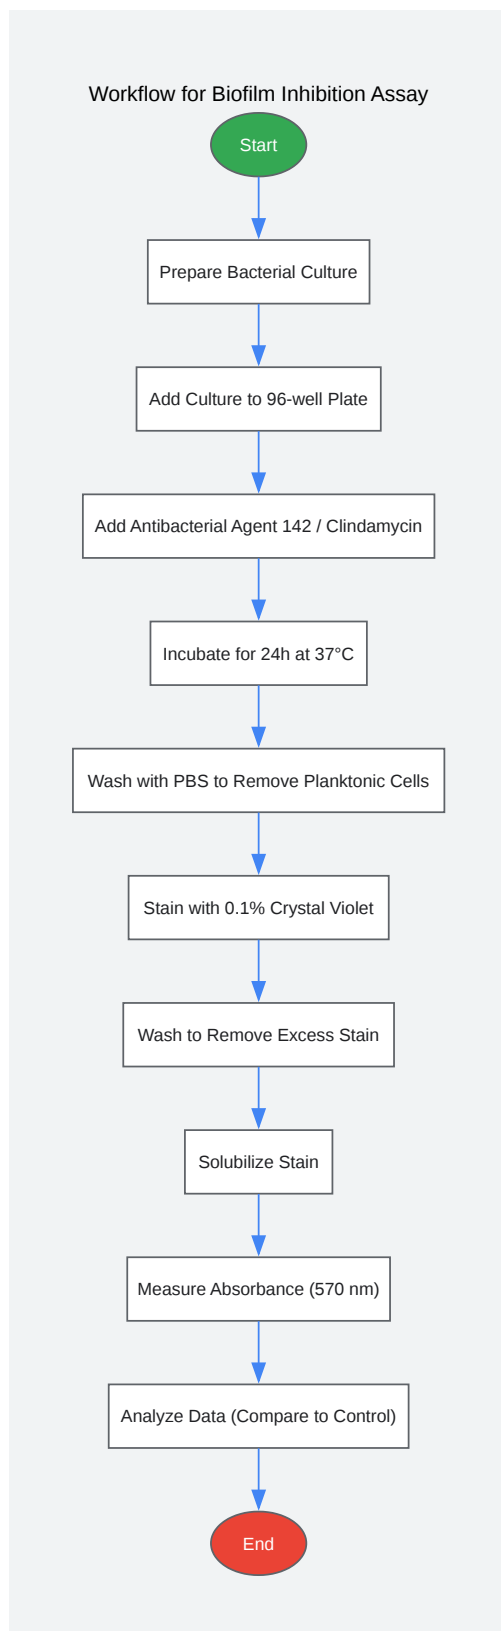 Workflow for Biofilm Inhibition Assay
Start
Prepare Bacterial Culture
Add Culture to 96-well Plate
Add Antibacterial Agent 142 / Clindamycin
Incubate for 24h at 37°C
Wash with PBS to Remove Planktonic Cells
Stain with 0.1% Crystal Violet
Wash to Remove Excess Stain
Solubilize Stain
Measure Absorbance (570 nm)
Analyze Data (Compare to Control)
End